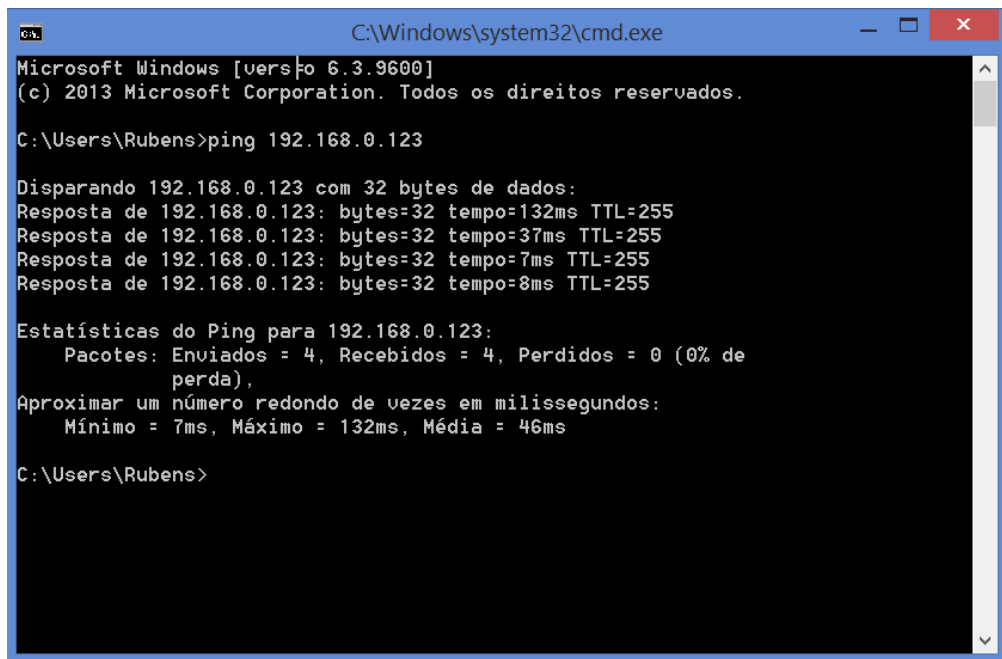 C:\Windows\system32\cmd.exe
Microsoft Windows [vers├o 6.3.9600]
(c) 2013 Microsoft Corporation. Todos os direitos reservados.
C:\Users\Rubens>ping 192.168.0.123
Disparando 192.168.0.123 com 32 bytes de dados:
Resposta de 192.168.0.123: bytes=32 tempo=132ms TTL=255
Resposta de 192.168.0.123: bytes=32 tempo=37ms TTL=255
Resposta de 192.168.0.123: bytes=32 tempo=7ms TTL=255
Resposta de 192.168.0.123: bytes=32 tempo=8ms TTL=255
Estatísticas do Ping para 192.168.0.123:
Pacotes: Enviados = 4, Recebidos = 4, Perdidos = 0 (0% de
perda),
Aproximar um número redondo de vezes em milissegundos:
Mínimo = 7ms, Máximo = 132ms, Média = 46ms
C:\Users\Rubens>